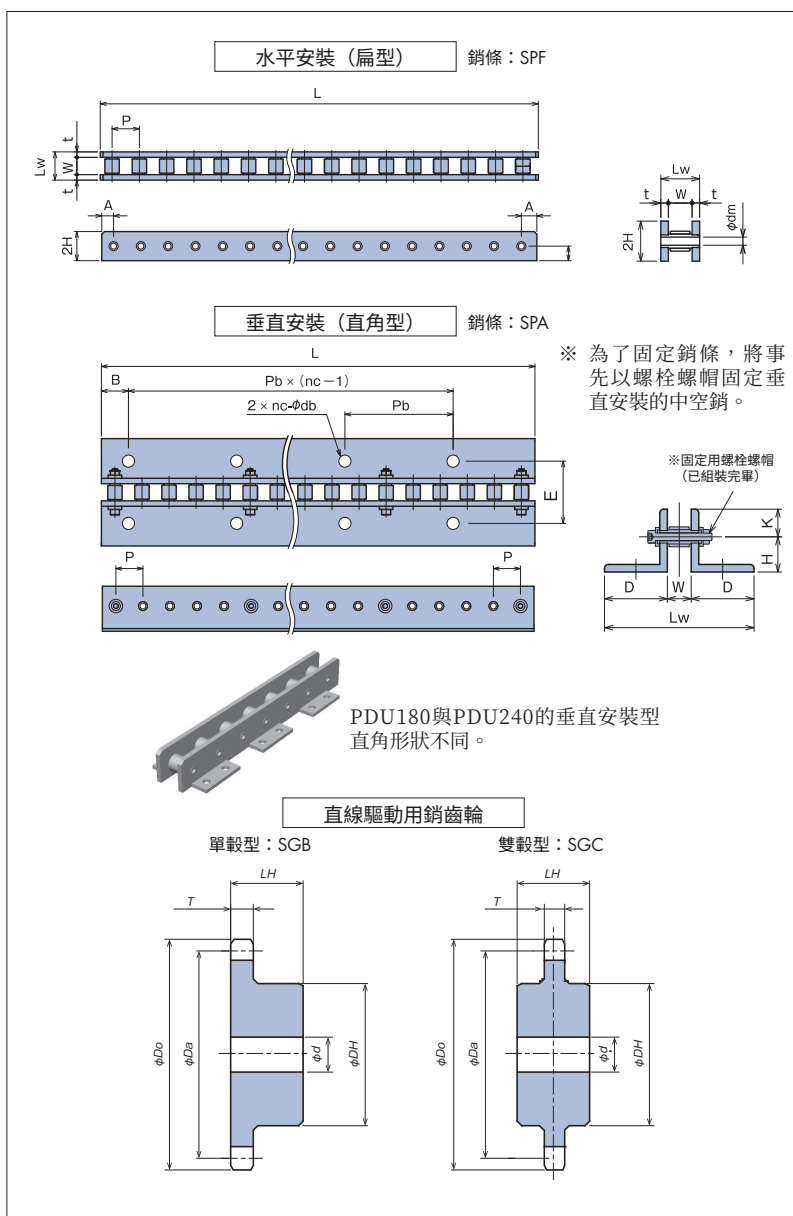 水平安裝（扁型）
銷條：SPF
L
P
t
W
t
Lw
A
A
2H
Lw
t
W
t
2H
φdm
垂直安裝（直角型）
銷條：SPA
※ 為了固定銷條，將事
先以螺栓螺帽固定垂
直安裝的中空銷。
L
B
Pb×(nc－1)
2×nc-φdb
Pb
E
P
P
※固定用螺栓螺帽
（已組裝完畢）
K
H
D
W
D
Lw
PDU180與PDU240的垂直安裝型
直角形狀不同。
直線驅動用銷齒輪
單轂型：SGB
雙轂型：SGC
LH
T
φDo
φDa
φd
φDH
LH
T
φDo
φDa
φd
φDH